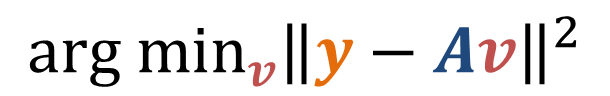 arg min_v ‖y − Av‖²